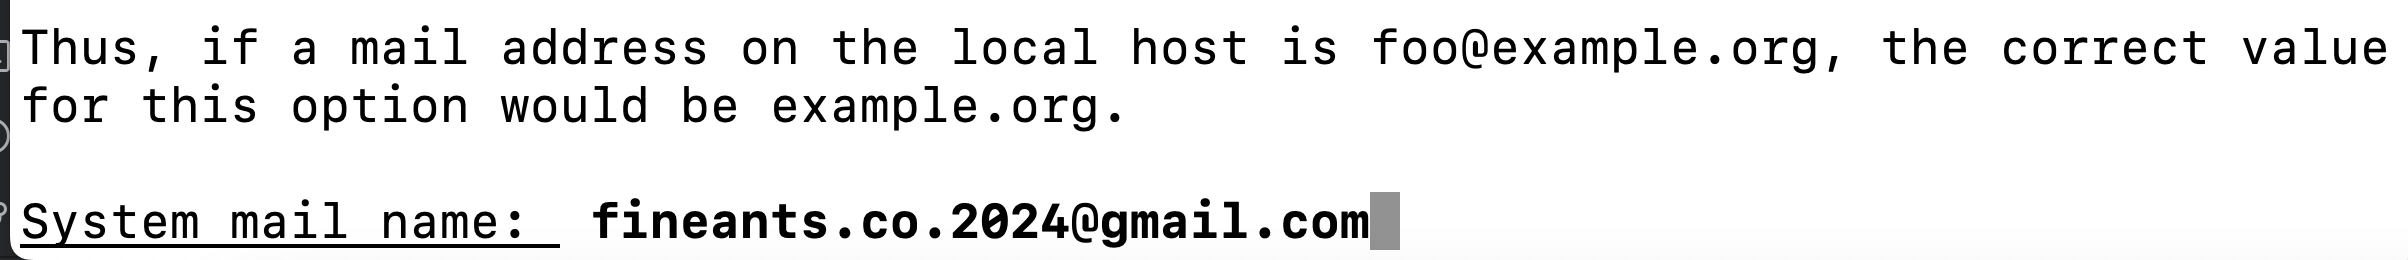 Thus, if a mail address on the local host is foo@example.org, the correct value
for this option would be example.org.
System mail name: fineants.co.2024@gmail.com